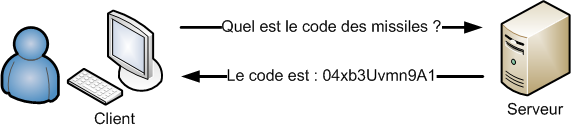 Quel est le code des missiles ?
Le code est : 04xb3Uvmn9A1
Client
Serveur